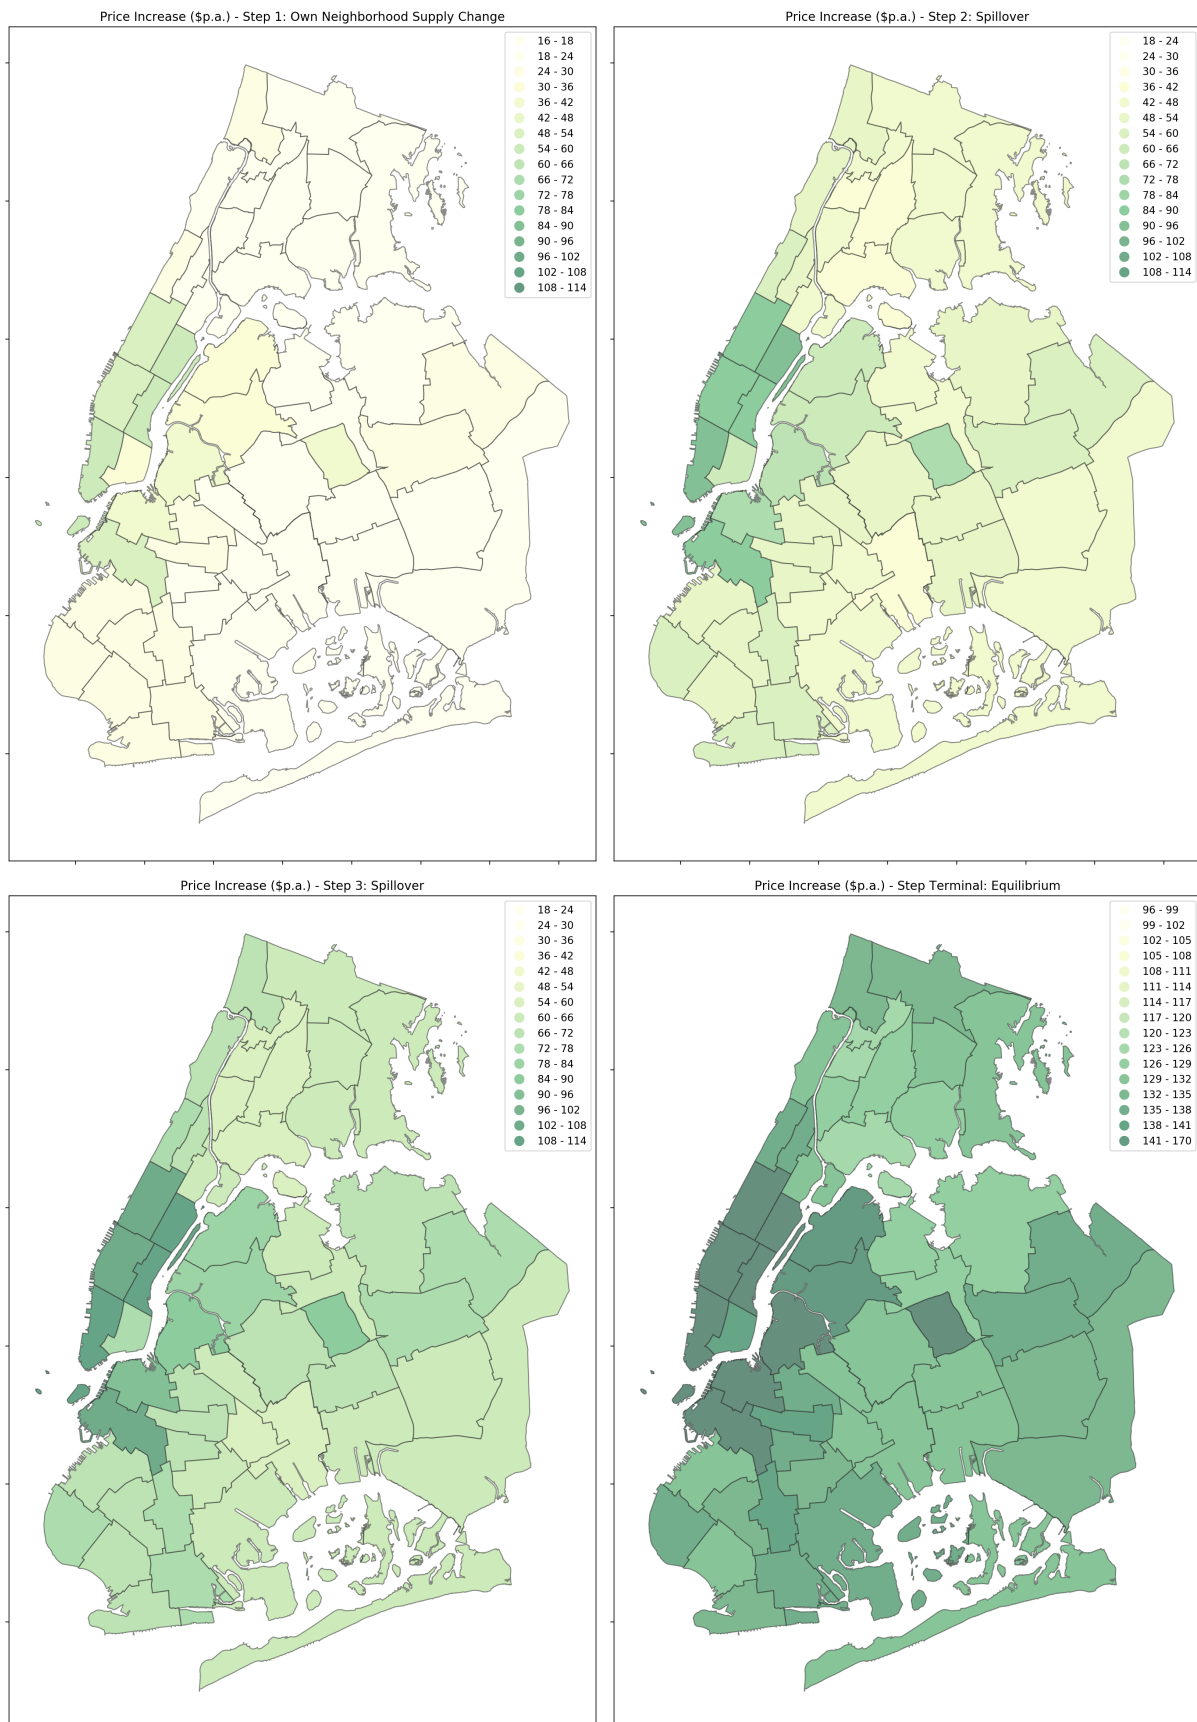 Price Increase ($p.a.) - Step 1: Own Neighborhood Supply Change
16 - 18
18 - 24
24 - 30
30 - 36
36 - 42
42 - 48
48 - 54
54 - 60
60 - 66
66 - 72
72 - 78
78 - 84
84 - 90
90 - 96
96 - 102
102 - 108
108 - 114
Price Increase ($p.a.) - Step 2: Spillover
18 - 24
24 - 30
30 - 36
36 - 42
42 - 48
48 - 54
54 - 60
60 - 66
66 - 72
72 - 78
78 - 84
84 - 90
90 - 96
96 - 102
102 - 108
108 - 114
Price Increase ($p.a.) - Step 3: Spillover
18 - 24
24 - 30
30 - 36
36 - 42
42 - 48
48 - 54
54 - 60
60 - 66
66 - 72
72 - 78
78 - 84
84 - 90
90 - 96
96 - 102
102 - 108
108 - 114
Price Increase ($p.a.) - Step Terminal: Equilibrium
96 - 99
99 - 102
102 - 105
105 - 108
108 - 111
111 - 114
114 - 117
117 - 120
120 - 123
123 - 126
126 - 129
129 - 132
132 - 135
135 - 138
138 - 141
141 - 170